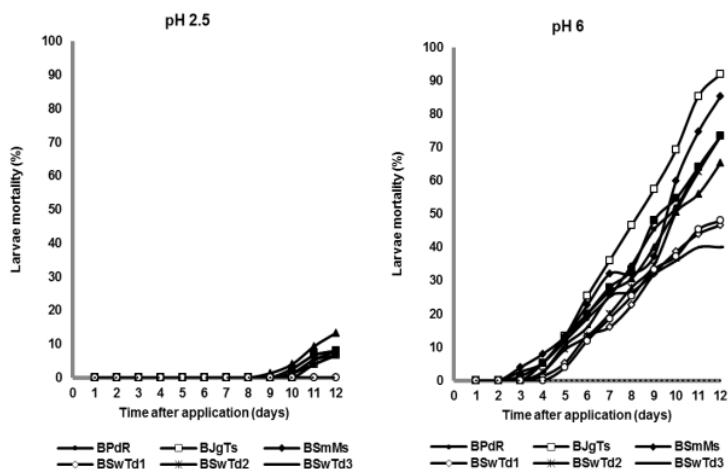 pH 2.5
100
90
80
70
60
50
40
30
20
10
0
Larvae mortality (%)
0 1 2 3 4 5 6 7 8 9 10 11 12
Time after application (days)
BPdR BJgTs BSmMs
BSwTd1 BSwTd2 BSwTd3
pH 6
100
90
80
70
60
50
40
30
20
10
0
Larvae mortality (%)
0 1 2 3 4 5 6 7 8 9 10 11 12
Time after application (days)
BPdR BJgTs BSmMs
BSwTd1 BSwTd2 BSwTd3